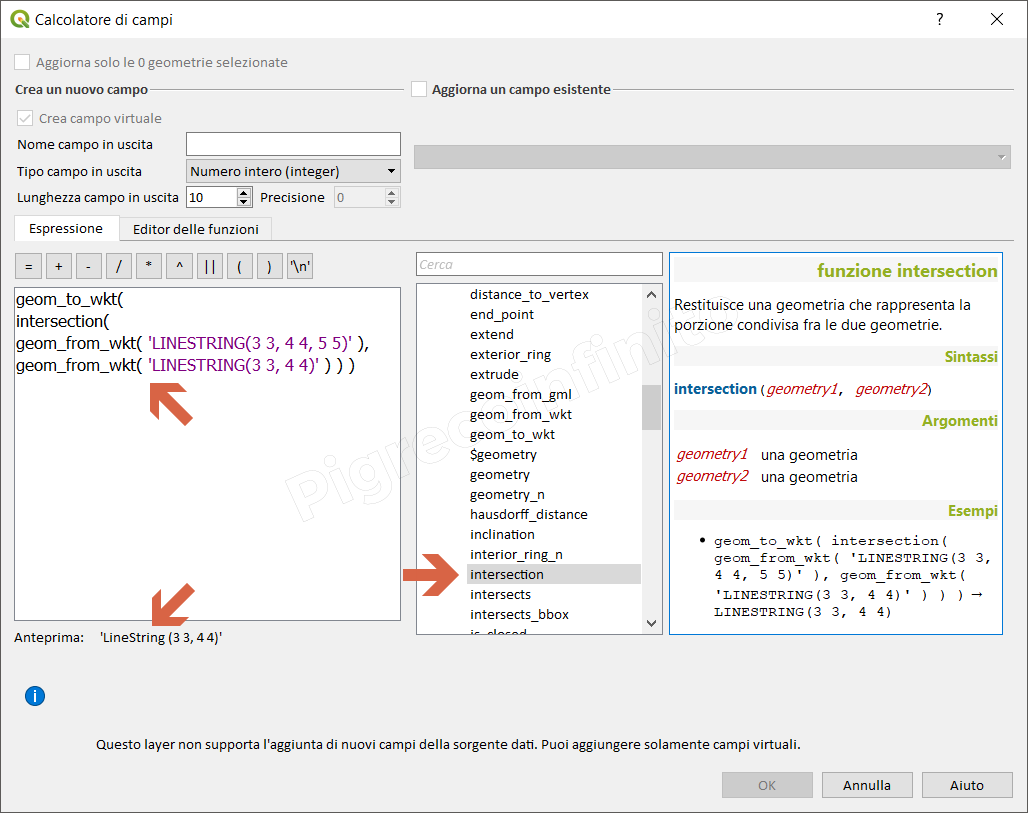 Calcolatore di campi
?
Aggiorna solo le 0 geometrie selezionate
Crea un nuovo campo
Aggiorna un campo esistente
Crea campo virtuale
Nome campo in uscita
Tipo campo in uscita
Numero intero (integer)
Lunghezza campo in uscita
10
Precisione
0
Espressione
Editor delle funzioni
=
+
-
/
*
^
||
(
)
'\n'
geom_to_wkt(
intersection(
geom_from_wkt( 'LINESTRING(3 3, 4 4, 5 5)' ),
geom_from_wkt( 'LINESTRING(3 3, 4 4)' ) ) )
Anteprima: 'LineString (3 3, 4 4)'
Cerca
distance_to_vertex
end_point
extend
exterior_ring
extrude
geom_from_gml
geom_from_wkt
geom_to_wkt
$geometry
geometry
geometry_n
hausdorff_distance
inclination
interior_ring_n
intersection
intersects
intersects_bbox
is_closed
funzione intersection
Restituisce una geometria che rappresenta la
porzione condivisa fra le due geometrie.
Sintassi
intersection(geometry1, geometry2)
Argomenti
geometry1 una geometria
geometry2 una geometria
Esempi
• geom_to_wkt( intersection(
geom_from_wkt( 'LINESTRING(3 3,
4 4, 5 5)' ), geom_from_wkt(
'LINESTRING(3 3, 4 4)' ) ) ) →
LINESTRING(3 3, 4 4)
Pigrecoinfinito
i
Questo layer non supporta l'aggiunta di nuovi campi della sorgente dati. Puoi aggiungere solamente campi virtuali.
OK
Annulla
Aiuto